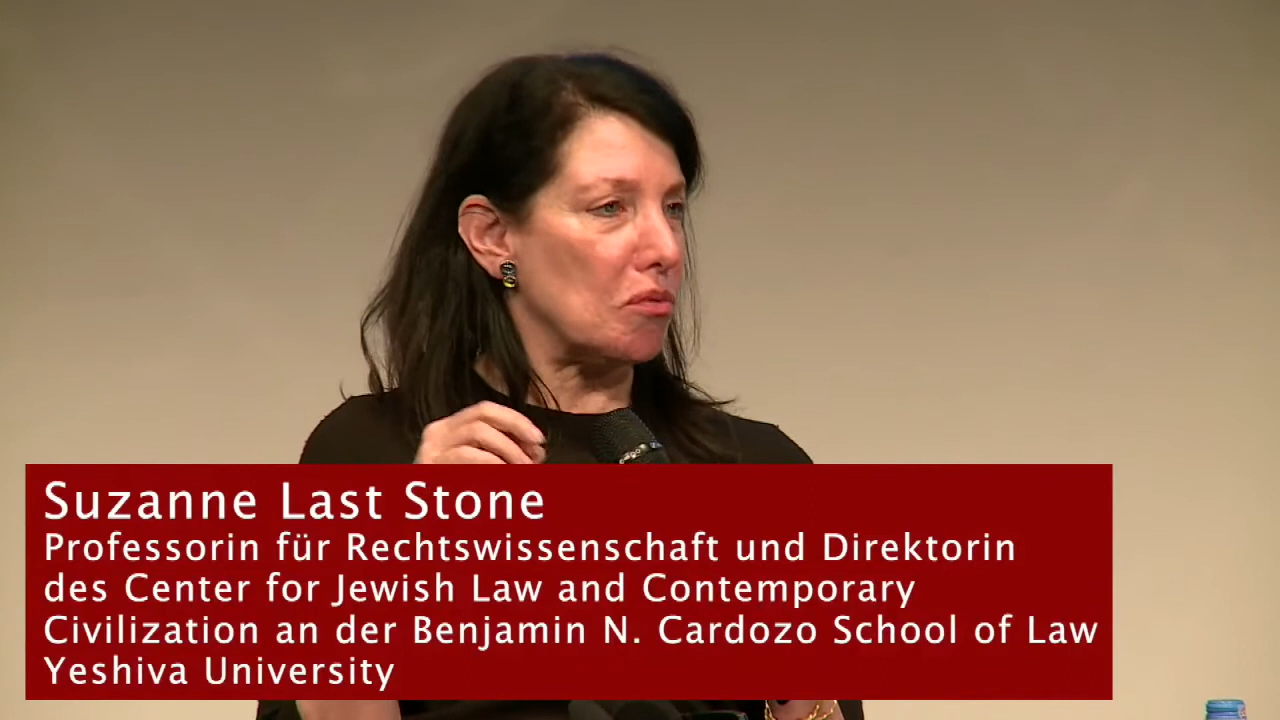 Suzanne Last Stone
Professorin für Rechtswissenschaft und Direktorin
des Center for Jewish Law and Contemporary
Civilization an der Benjamin N. Cardozo School of Law
Yeshiva University